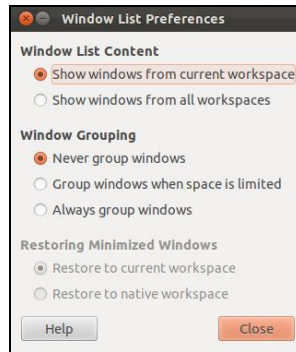 Window List Preferences
Window List Content
Show windows from current workspace
Show windows from all workspaces
Window Grouping
Never group windows
Group windows when space is limited
Always group windows
Restoring Minimized Windows
Restore to current workspace
Restore to native workspace
Help
Close